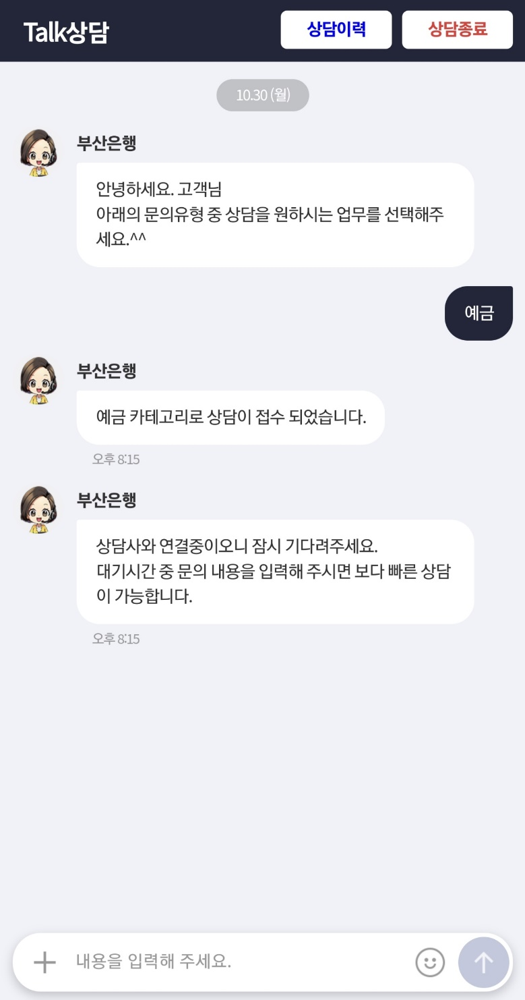 Talk상담
상담이력
상담종료
10.30 (월)
부산은행
안녕하세요. 고객님
아래의 문의유형 중 상담을 원하시는 업무를 선택해주
세요.^^
예금
부산은행
예금 카테고리로 상담이 접수 되었습니다.
오후 8:15
부산은행
상담사와 연결중이오니 잠시 기다려주세요.
대기시간 중 문의 내용을 입력해 주시면 보다 빠른 상담
이 가능합니다.
오후 8:15
내용을 입력해 주세요.